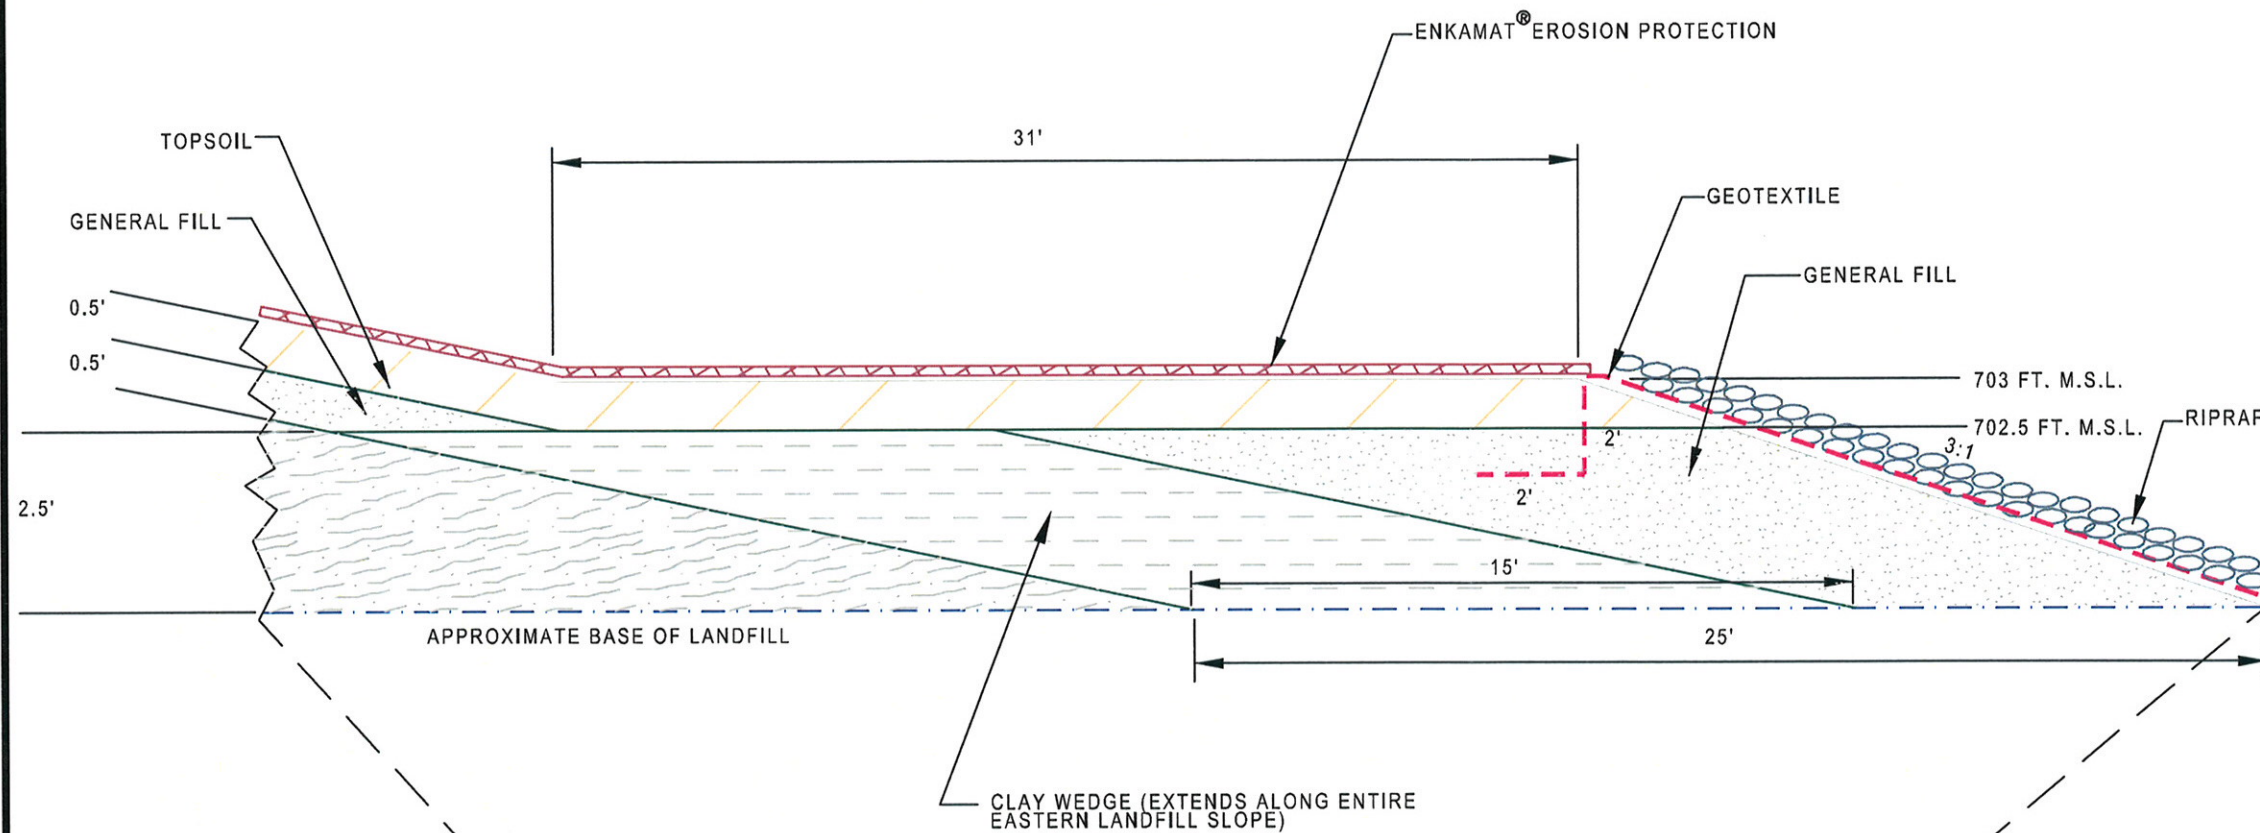 ENKAMAT® EROSION PROTECTION
TOPSOIL
31'
GEOTEXTILE
GENERAL FILL
GENERAL FILL
0.5'
0.5'
703 FT. M.S.L.
702.5 FT. M.S.L.
RIPRAP
2'
3:1
2'
2.5'
15'
APPROXIMATE BASE OF LANDFILL
25'
CLAY WEDGE (EXTENDS ALONG ENTIRE
EASTERN LANDFILL SLOPE)